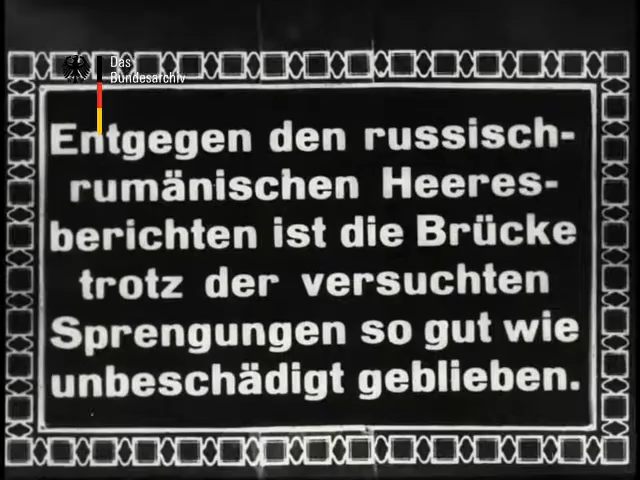 Das
Bundesarchiv
Entgegen den russisch-
rumänischen Heeres-
berichten ist die Brücke
trotz der versuchten
Sprengungen so gut wie
unbeschädigt geblieben.